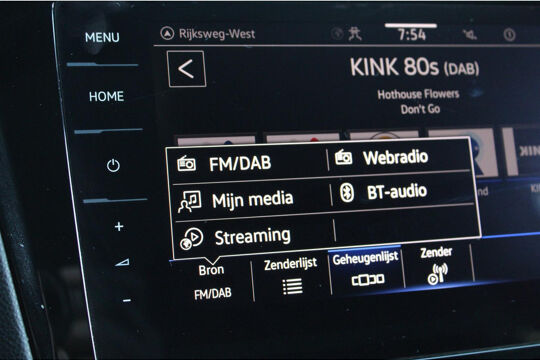 MENU
Rijksweg-West
7:54
HOME
KINK 80s (DAB)
Hothouse Flowers
Don't Go
FM/DAB
Webradio
Mijn media
BT-audio
Streaming
Bron
Zenderlijst
Geheugenlijst
Zender
FM/DAB
+
-